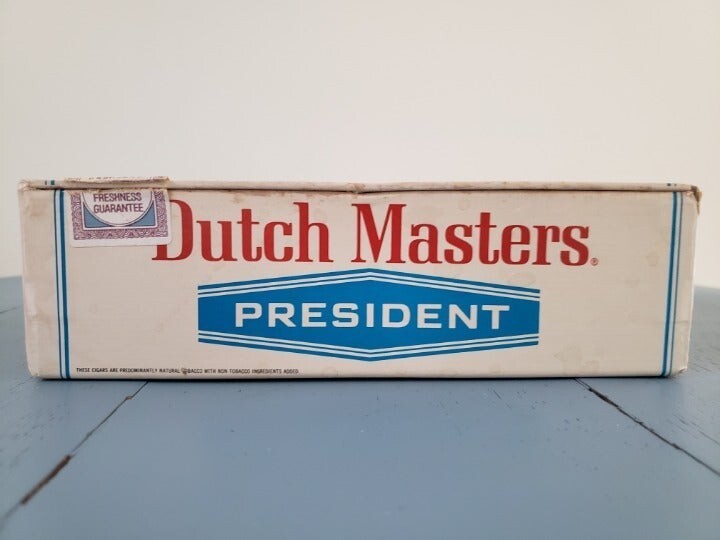 FRESHNESS
GUARANTEE
Dutch Masters®
PRESIDENT
THESE CIGARS ARE PREDOMINANTLY NATURAL TOBACCO WITH NON-TOBACCO INGREDIENTS ADDED